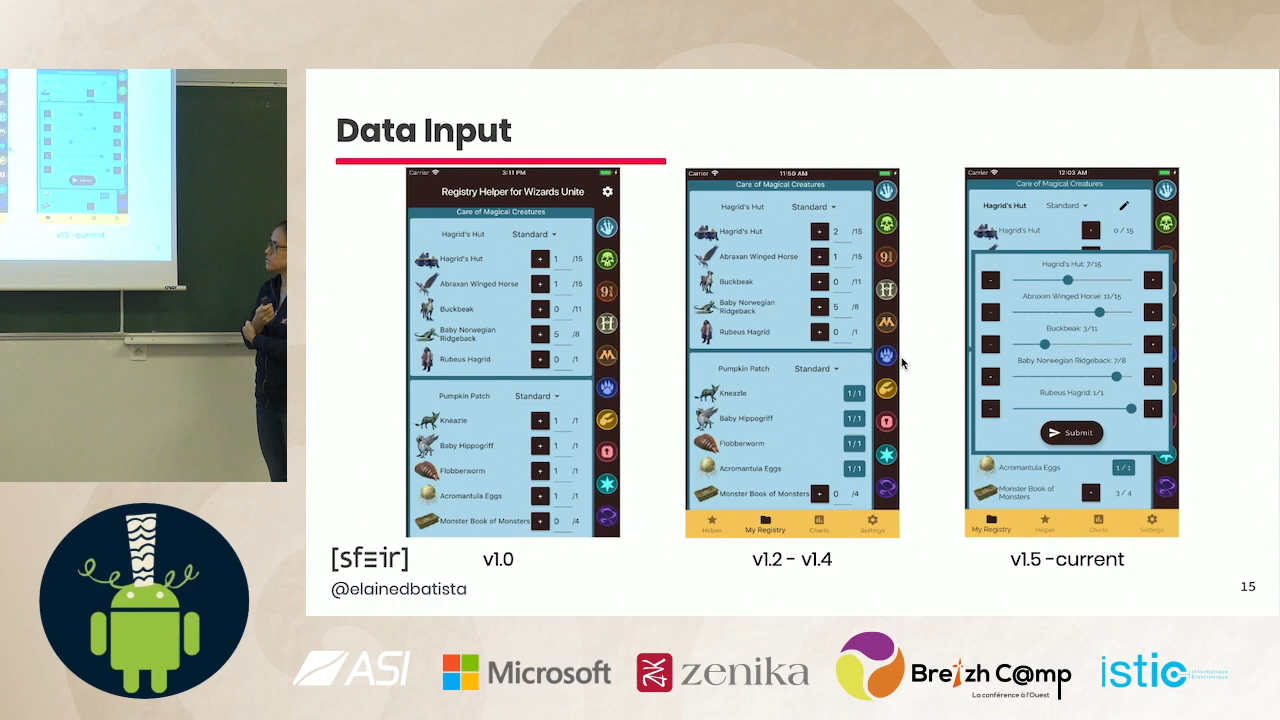 v1.5 -current
Data Input
Carrier
3:11 PM
Registry Helper for Wizards Unite
Care of Magical Creatures
Hagrid's Hut
Standard
Hagrid's Hut
+
1
/15
Abraxan Winged Horse
+
1
/15
Buckbeak
+
0
/11
Baby Norwegian
Ridgeback
+
5
/8
Rubeus Hagrid
+
0
/1
Pumpkin Patch
Standard
Kneazle
+
1
/1
Baby Hippogriff
+
1
/1
Flobberworm
+
1
/1
Acromantula Eggs
+
1
/1
Monster Book of Monsters
+
0
/4
9¾
H
v1.0
Carrier
11:50 AM
Care of Magical Creatures
Hagrid's Hut
Standard
Hagrid's Hut
+
2
/15
Abraxan Winged Horse
+
1
/15
Buckbeak
+
0
/11
Baby Norwegian
Ridgeback
+
5
/8
Rubeus Hagrid
+
0
/1
Pumpkin Patch
Standard
Kneazle
1 / 1
Baby Hippogriff
1 / 1
Flobberworm
1 / 1
Acromantula Eggs
1 / 1
Monster Book of Monsters
+
0
/4
9¾
H
Helper
My Registry
Charts
Settings
v1.2 - v1.4
Carrier
12:03 AM
Care of Magical Creatures
Hagrid's Hut
Standard
Hagrid's Hut
0 / 15
Hagrid's Hut: 7/15
Abraxan Winged Horse: 11/15
Buckbeak: 3/11
Baby Norwegian Ridgeback: 7/8
Rubeus Hagrid: 1/1
Submit
Acromantula Eggs
1 / 1
Monster Book of
Monsters
3 / 4
My Registry
Helper
Charts
Settings
v1.5 -current
[sfΞir]
@elainedbatista
15
ASI
Microsoft
zenika
Breizh C@mp
La conférence à l'Ouest
istic
Informatique
Électronique